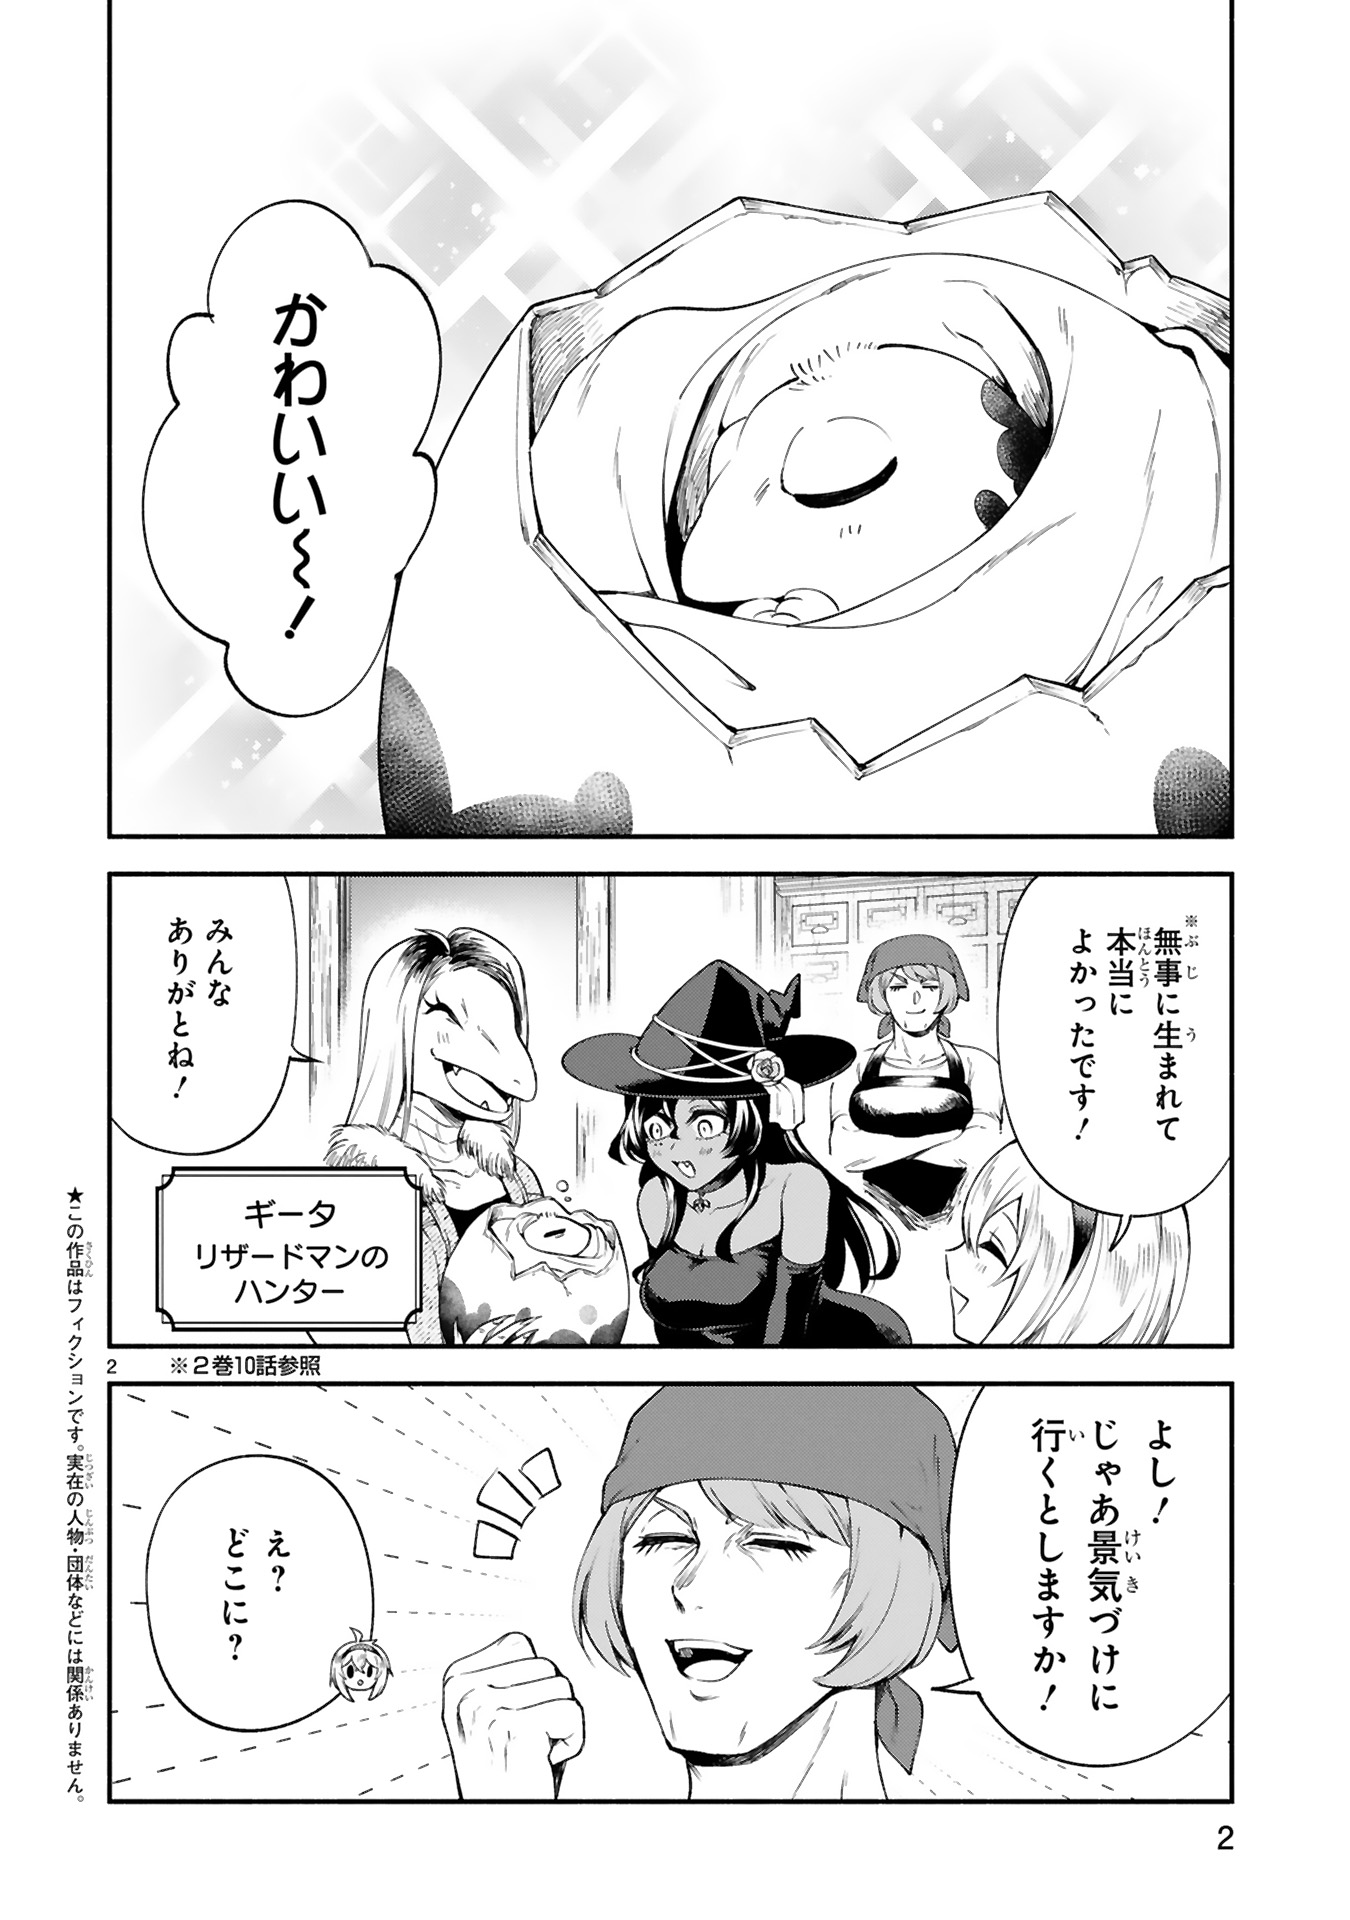 かわいい～！
※無事に生まれて
本当に
よかったです！
みんな
ありがとね！
ギータ
リザードマンの
ハンター
※２巻10話参照
2
よし！
じゃあ景気づけに
行くとしますか！
え？
どこに？
★この作品はフィクションです。実在の人物・団体などには関係ありません。
2